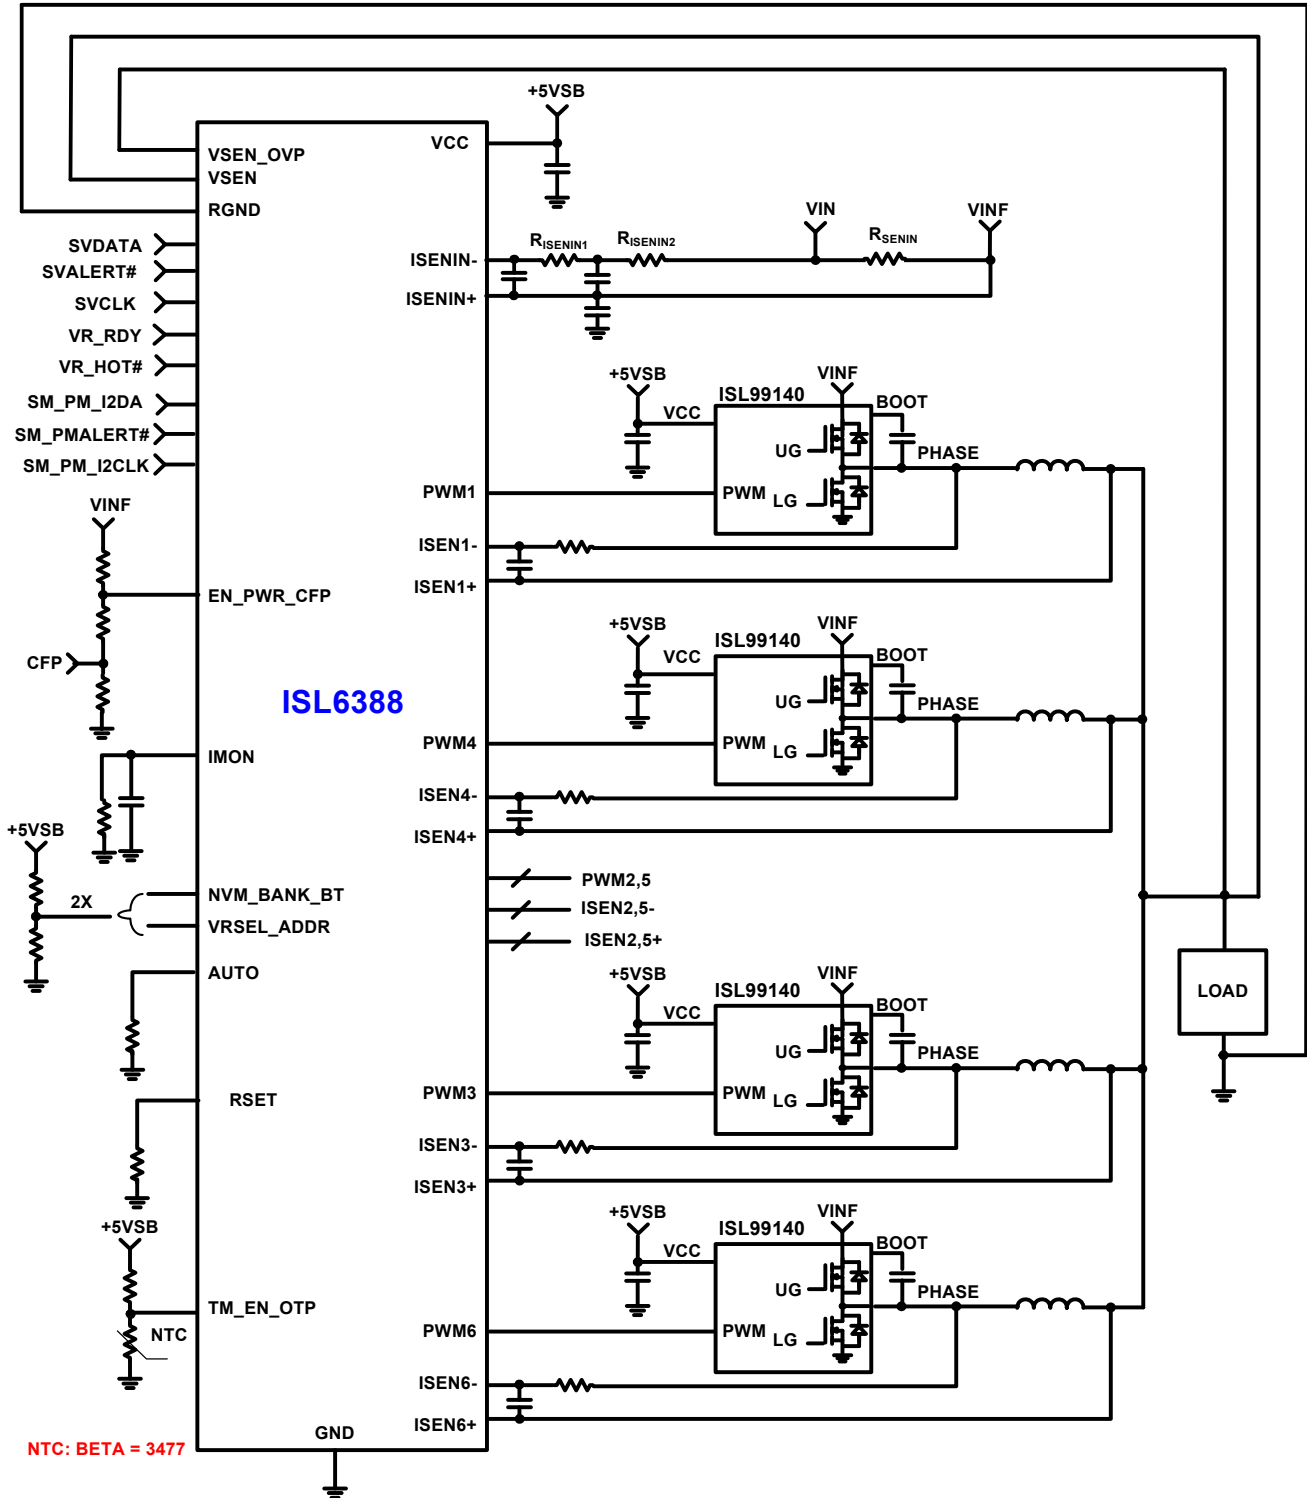 +5VSB
VCC
VSEN_OVP
VSEN
RGND
SVDATA
SVALERT#
SVCLK
VR_RDY
VR_HOT#
SM_PM_I2DA
SM_PMALERT#
SM_PM_I2CLK
VINF
EN_PWR_CFP
CFP
ISL6388
IMON
+5VSB
2X
NVM_BANK_BT
VRSEL_ADDR
AUTO
RSET
+5VSB
TM_EN_OTP
NTC
NTC: BETA = 3477
GND
VIN
VINF
RISENIN1
RISENIN2
RSENIN
ISENIN-
ISENIN+
+5VSB
VINF
ISL99140
BOOT
VCC
UG
PHASE
PWM1
PWM
LG
ISEN1-
ISEN1+
+5VSB
VINF
ISL99140
BOOT
VCC
UG
PHASE
PWM4
PWM
LG
ISEN4-
ISEN4+
PWM2,5
ISEN2,5-
ISEN2,5+
+5VSB
VINF
ISL99140
BOOT
VCC
UG
PHASE
PWM3
PWM
LG
ISEN3-
ISEN3+
+5VSB
VINF
ISL99140
BOOT
VCC
UG
PHASE
PWM6
PWM
LG
ISEN6-
ISEN6+
LOAD